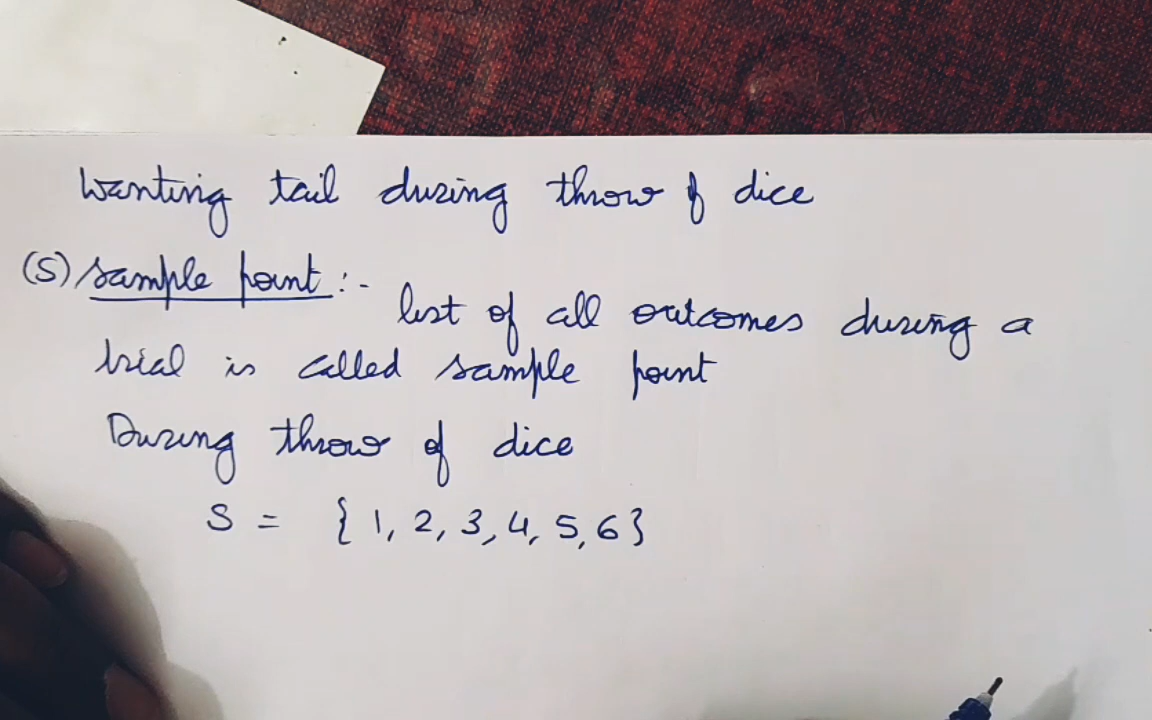 Wanting tail during throw of dice
(S) sample point :- list of all outcomes during a
trial is called sample point
During throw of dice
S = { 1, 2, 3, 4, 5, 6 }